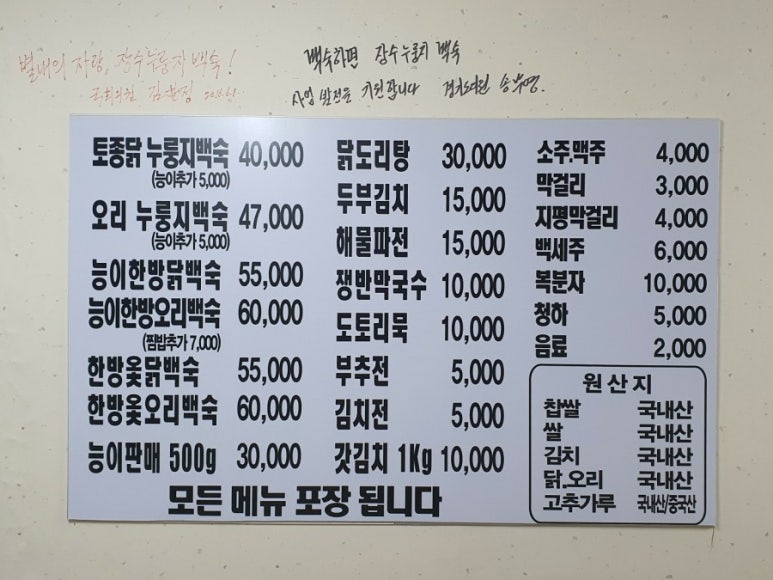 별내의 자랑, 장수누룽지백숙!
국회의원
백숙하면 장수누룽지 백숙
사업 발전을 기원합니다
토종닭 누룽지백숙 40,000
(능이추가 5,000)
오리 누룽지백숙 47,000
(능이추가 5,000)
능이한방닭백숙 55,000
능이한방오리백숙 60,000
(찜밥추가 7,000)
한방옻닭백숙 55,000
한방옻오리백숙 60,000
능이판매 500g 30,000
닭도리탕 30,000
두부김치 15,000
해물파전 15,000
쟁반막국수 10,000
도토리묵 10,000
부추전 5,000
김치전 5,000
갓김치 1Kg 10,000
소주.맥주 4,000
막걸리 3,000
지평막걸리 4,000
백세주 6,000
복분자 10,000
청하 5,000
음료 2,000
원산지
찹쌀 국내산
쌀 국내산
김치 국내산
닭.오리 국내산
고추가루 국내산/중국산
모든 메뉴 포장 됩니다